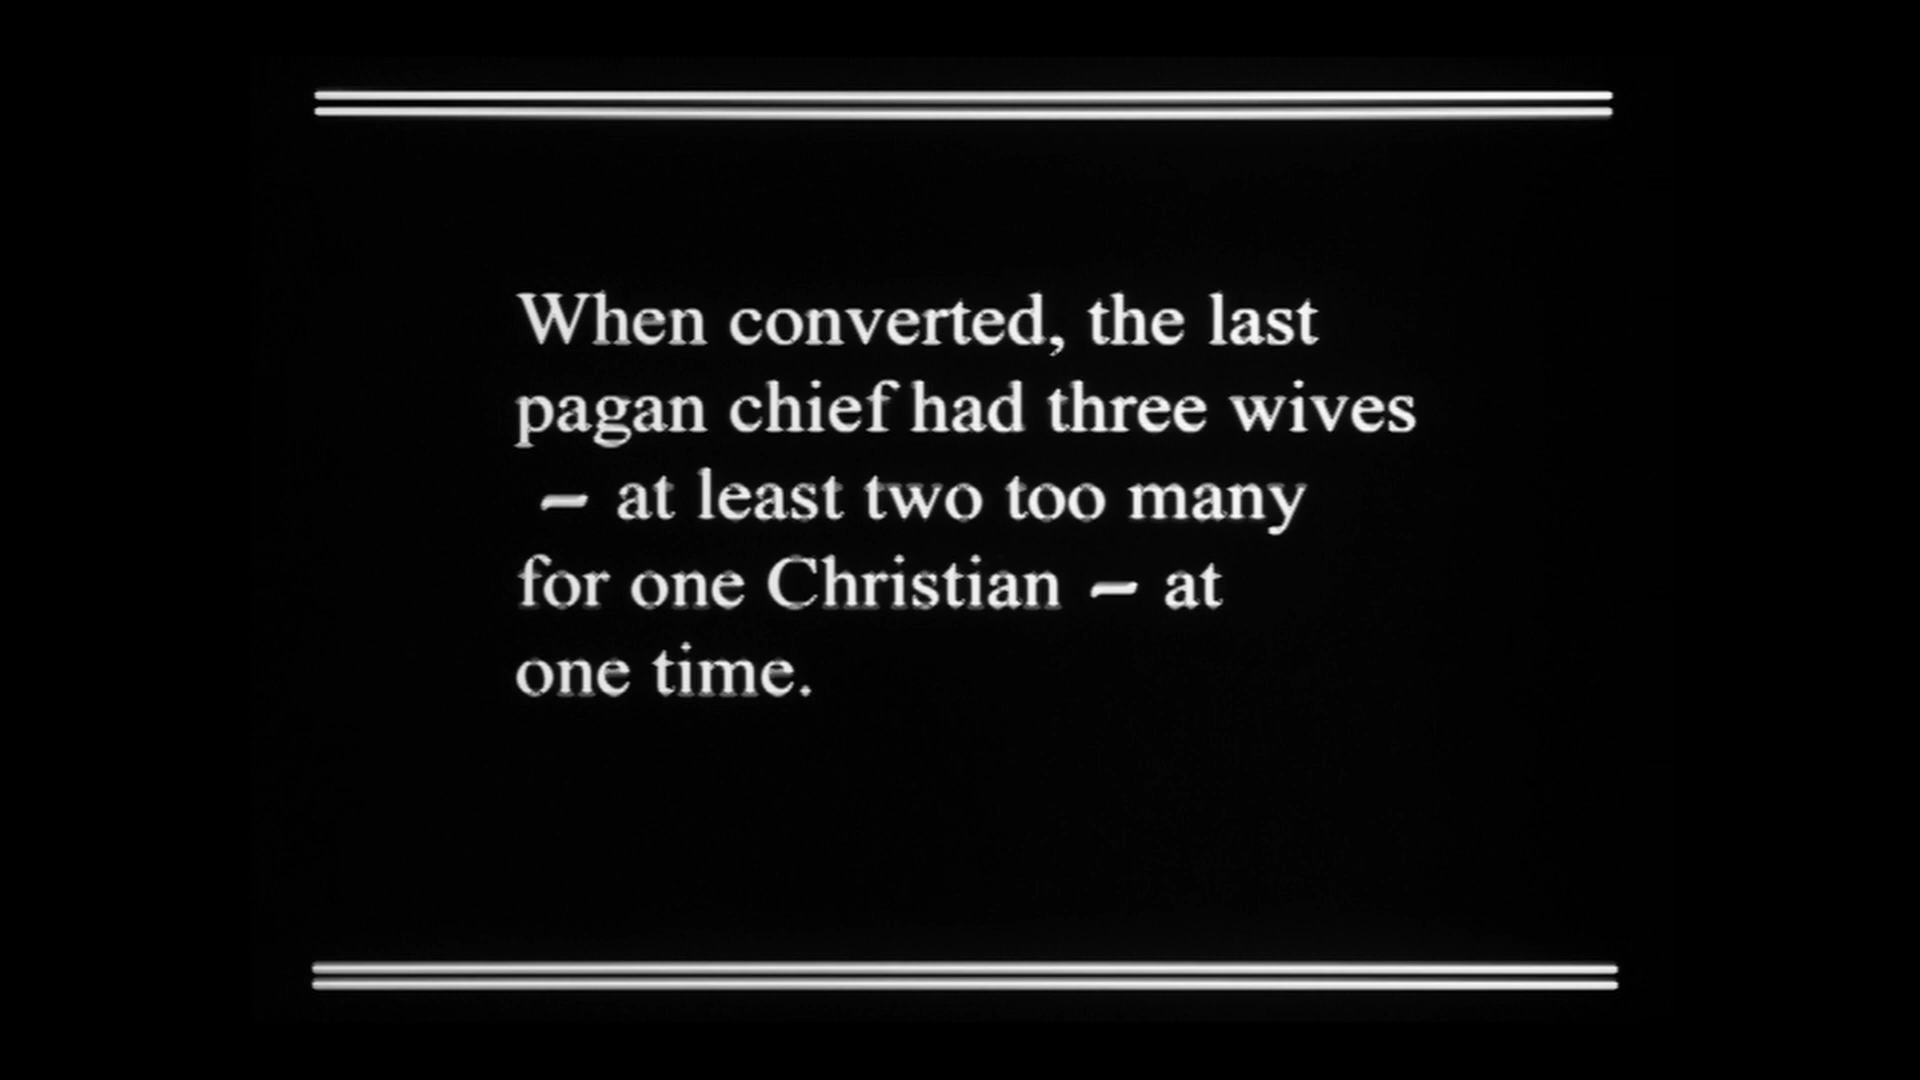 When converted, the last
pagan chief had three wives
— at least two too many
for one Christian — at
one time.